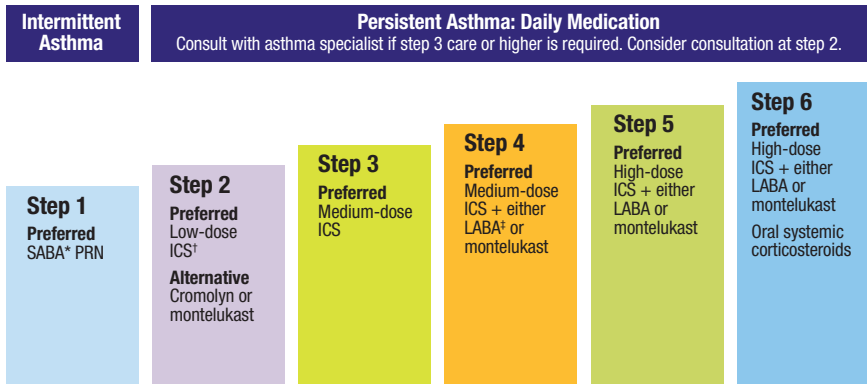 Intermittent
Asthma
Persistent Asthma: Daily Medication
Consult with asthma specialist if step 3 care or higher is required. Consider consultation at step 2.
Step 1
Preferred
SABA* PRN
Step 2
Preferred
Low-dose
ICS†
Alternative
Cromolyn or
montelukast
Step 3
Preferred
Medium-dose
ICS
Step 4
Preferred
Medium-dose
ICS + either
LABA‡ or
montelukast
Step 5
Preferred
High-dose
ICS + either
LABA or
montelukast
Step 6
Preferred
High-dose
ICS + either
LABA or
montelukast
Oral systemic
corticosteroids